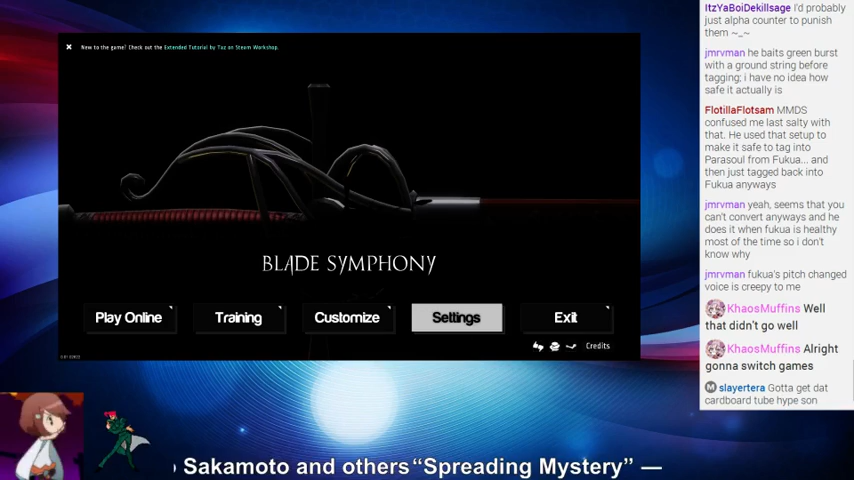 New to the game? Check out the Extended Tutorial by Taz on Steam Workshop.
BLADE SYMPHONY
Play Online
Training
Customize
Settings
Exit
Credits
ItzYaBoiDekillsage I'd probably
just alpha counter to punish
them ~_~
jmrvman he baits green burst
with a ground string before
tagging; i have no idea how
safe it actually is
FlotillaFlotsam MMDS
confused me last salty with
that. He used that setup to
make it safe to tag into
Parasoul from Fukua... and
then just tagged back into
Fukua anyways
jmrvman yeah, seems that you
can't convert anyways and he
does it when fukua is healthy
most of the time so i don't
know why
jmrvman fukua's pitch changed
voice is creepy to me
KhaosMuffins Well
that didn't go well
KhaosMuffins Alright
gonna switch games
slayertera Gotta get dat
cardboard tube hype son
Sakamoto and others “Spreading Mystery” —